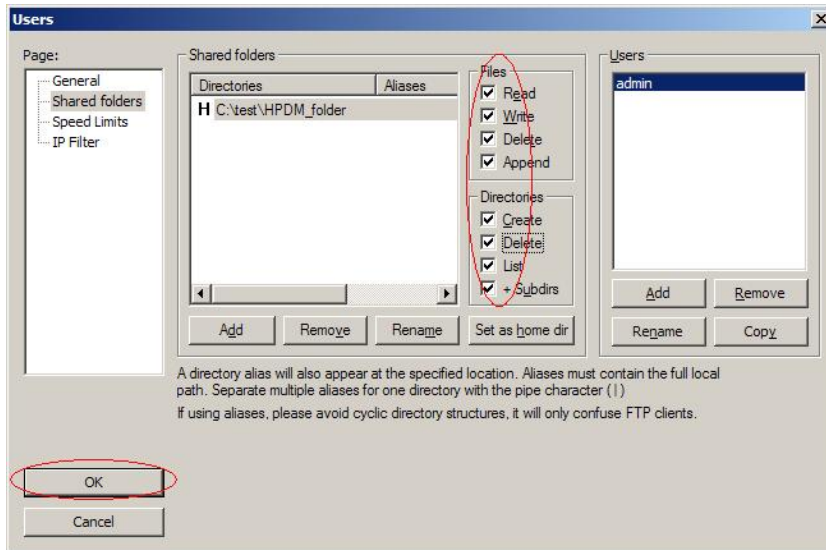 Users
Page:
General
Shared folders
Speed Limits
IP Filter
Shared folders
Directories
Aliases
H C:\test\HPDM_folder
Files
Read
Write
Delete
Append
Directories
Create
Delete
List
+ Subdirs
Add
Remove
Rename
Set as home dir
Users
admin
Add
Remove
Rename
Copy
A directory alias will also appear at the specified location. Aliases must contain the full local
path. Separate multiple aliases for one directory with the pipe character (|)
If using aliases, please avoid cyclic directory structures, it will only confuse FTP clients.
OK
Cancel